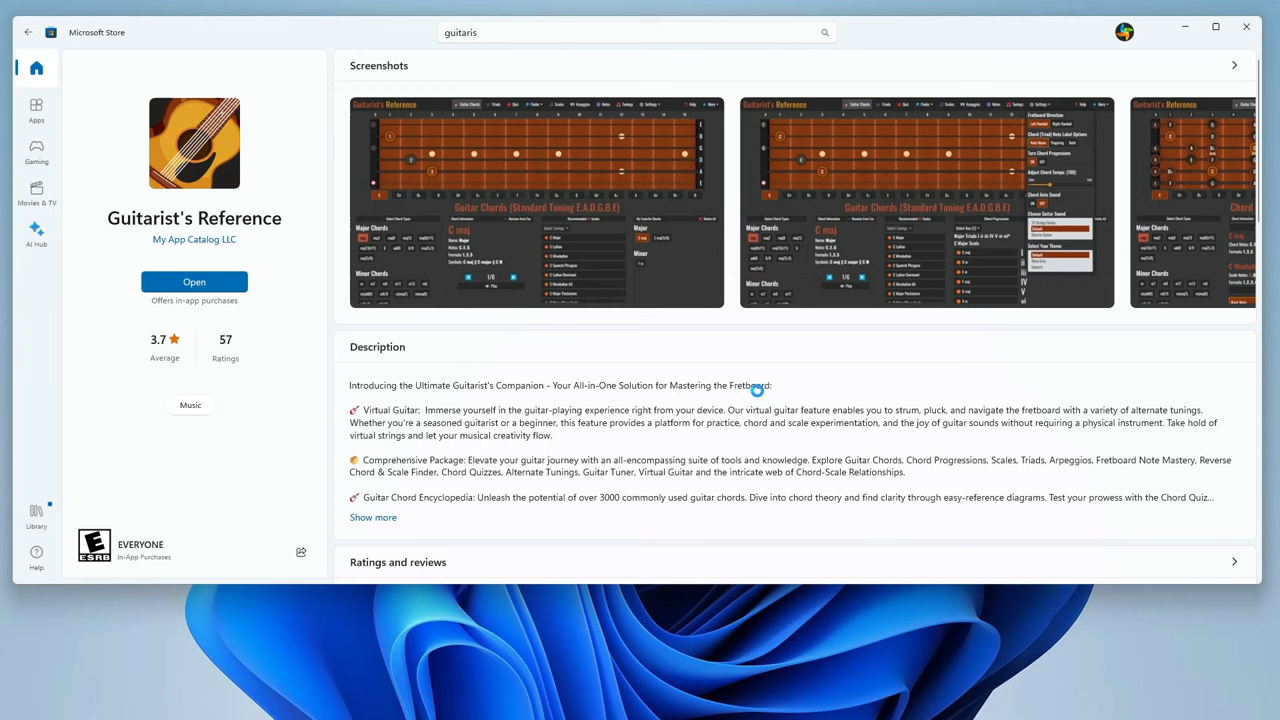 Microsoft Store
guitaris
Home
Apps
Gaming
Movies & TV
AI Hub
Library
Help
Guitarist's Reference
My App Catalog LLC
Open
Offers in-app purchases
3.7
Average
57
Ratings
Music
EVERYONE
In-App Purchases
ESRB
Screenshots
Guitarist's Reference
Guitar Chords (Standard Tuning E.A.D.G.B.E)
C maj
Major Chords
Minor Chords
Guitarist's Reference
Guitar Chords (Standard Tuning E.A.D.G.B.E)
C maj
Major Chords
Minor Chords
Description
Introducing the Ultimate Guitarist's Companion - Your All-in-One Solution for Mastering the Fretboard:
Virtual Guitar: Immerse yourself in the guitar-playing experience right from your device. Our virtual guitar feature enables you to strum, pluck, and navigate the fretboard with a variety of alternate tunings.
Whether you're a seasoned guitarist or a beginner, this feature provides a platform for practice, chord and scale experimentation, and the joy of guitar sounds without requiring a physical instrument. Take hold of
virtual strings and let your musical creativity flow.
Comprehensive Package: Elevate your guitar journey with an all-encompassing suite of tools and knowledge. Explore Guitar Chords, Chord Progressions, Scales, Triads, Arpeggios, Fretboard Note Mastery, Reverse
Chord & Scale Finder, Chord Quizzes, Alternate Tunings, Guitar Tuner, Virtual Guitar and the intricate web of Chord-Scale Relationships.
Guitar Chord Encyclopedia: Unleash the potential of over 3000 commonly used guitar chords. Dive into chord theory and find clarity through easy-reference diagrams. Test your prowess with the Chord Quiz...
Show more
Ratings and reviews